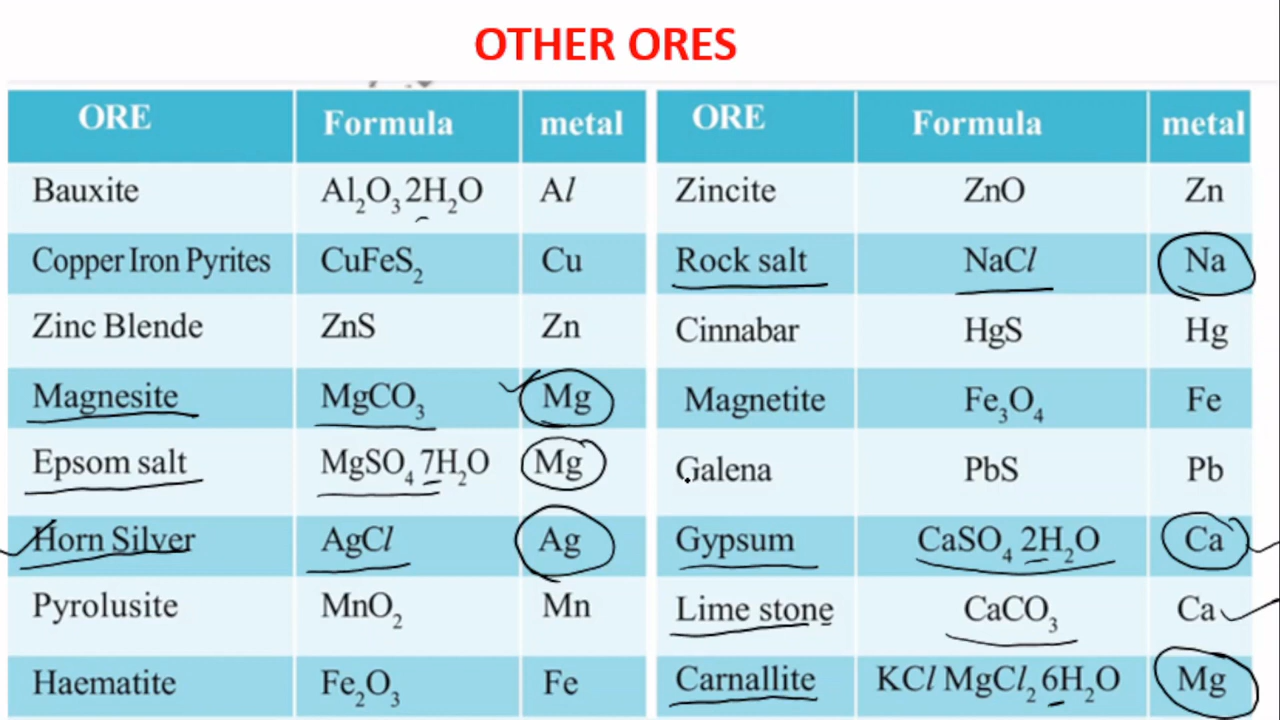 OTHER ORES
ORE Formula metal ORE Formula metal
Bauxite Al₂O₃ 2H₂O Al Zincite ZnO Zn
Copper Iron Pyrites CuFeS₂ Cu Rock salt NaCl Na
Zinc Blende ZnS Zn Cinnabar HgS Hg
Magnesite MgCO₃ Mg Magnetite Fe₃O₄ Fe
Epsom salt MgSO₄ 7H₂O Mg Galena PbS Pb
Horn Silver AgCl Ag Gypsum CaSO₄ 2H₂O Ca
Pyrolusite MnO₂ Mn Lime stone CaCO₃ Ca
Haematite Fe₂O₃ Fe Carnallite KCl MgCl₂ 6H₂O Mg